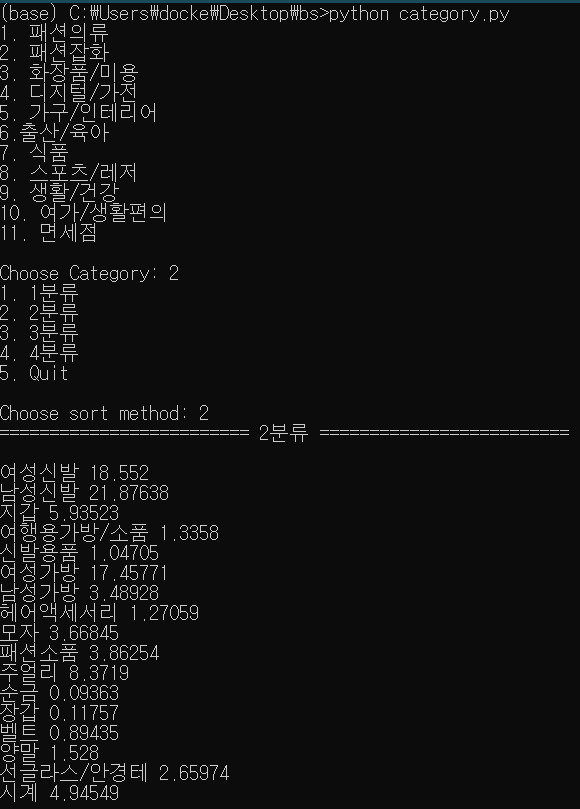 (base) C:₩Users₩docke₩Desktop₩bs>python category.py
1. 패션의류
2. 패션잡화
3. 화장품/미용
4. 디지털/가전
5. 가구/인테리어
6.출산/육아
7. 식품
8. 스포츠/레저
9. 생활/건강
10. 여가/생활편의
11. 면세점
Choose Category: 2
1. 1분류
2. 2분류
3. 3분류
4. 4분류
5. Quit
Choose sort method: 2
========================= 2분류 =========================
여성신발 18.552
남성신발 21.87638
지갑 5.93523
여행용가방/소품 1.3358
신발용품 1.04705
여성가방 17.45771
남성가방 3.48928
헤어액세서리 1.27059
모자 3.66845
패션소품 3.86254
주얼리 8.3719
순금 0.09363
장갑 0.11757
벨트 0.89435
양말 1.528
선글라스/안경테 2.65974
시계 4.94549